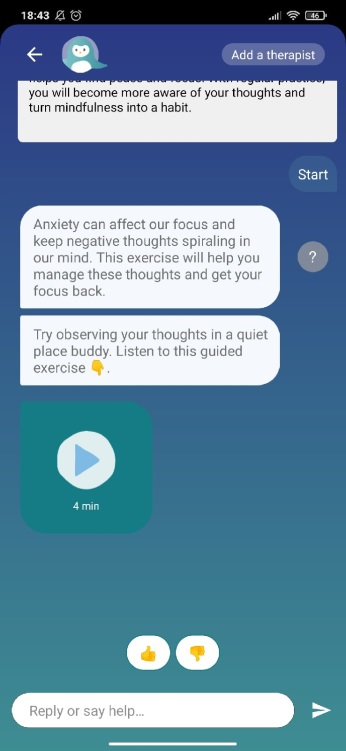 18:43
46
Add a therapist
you will become more aware of your thoughts and
turn mindfulness into a habit.
Start
Anxiety can affect our focus and
keep negative thoughts spiraling in
our mind. This exercise will help you
manage these thoughts and get your
focus back.
?
Try observing your thoughts in a quiet
place buddy. Listen to this guided
exercise 👇.
4 min
Reply or say help...